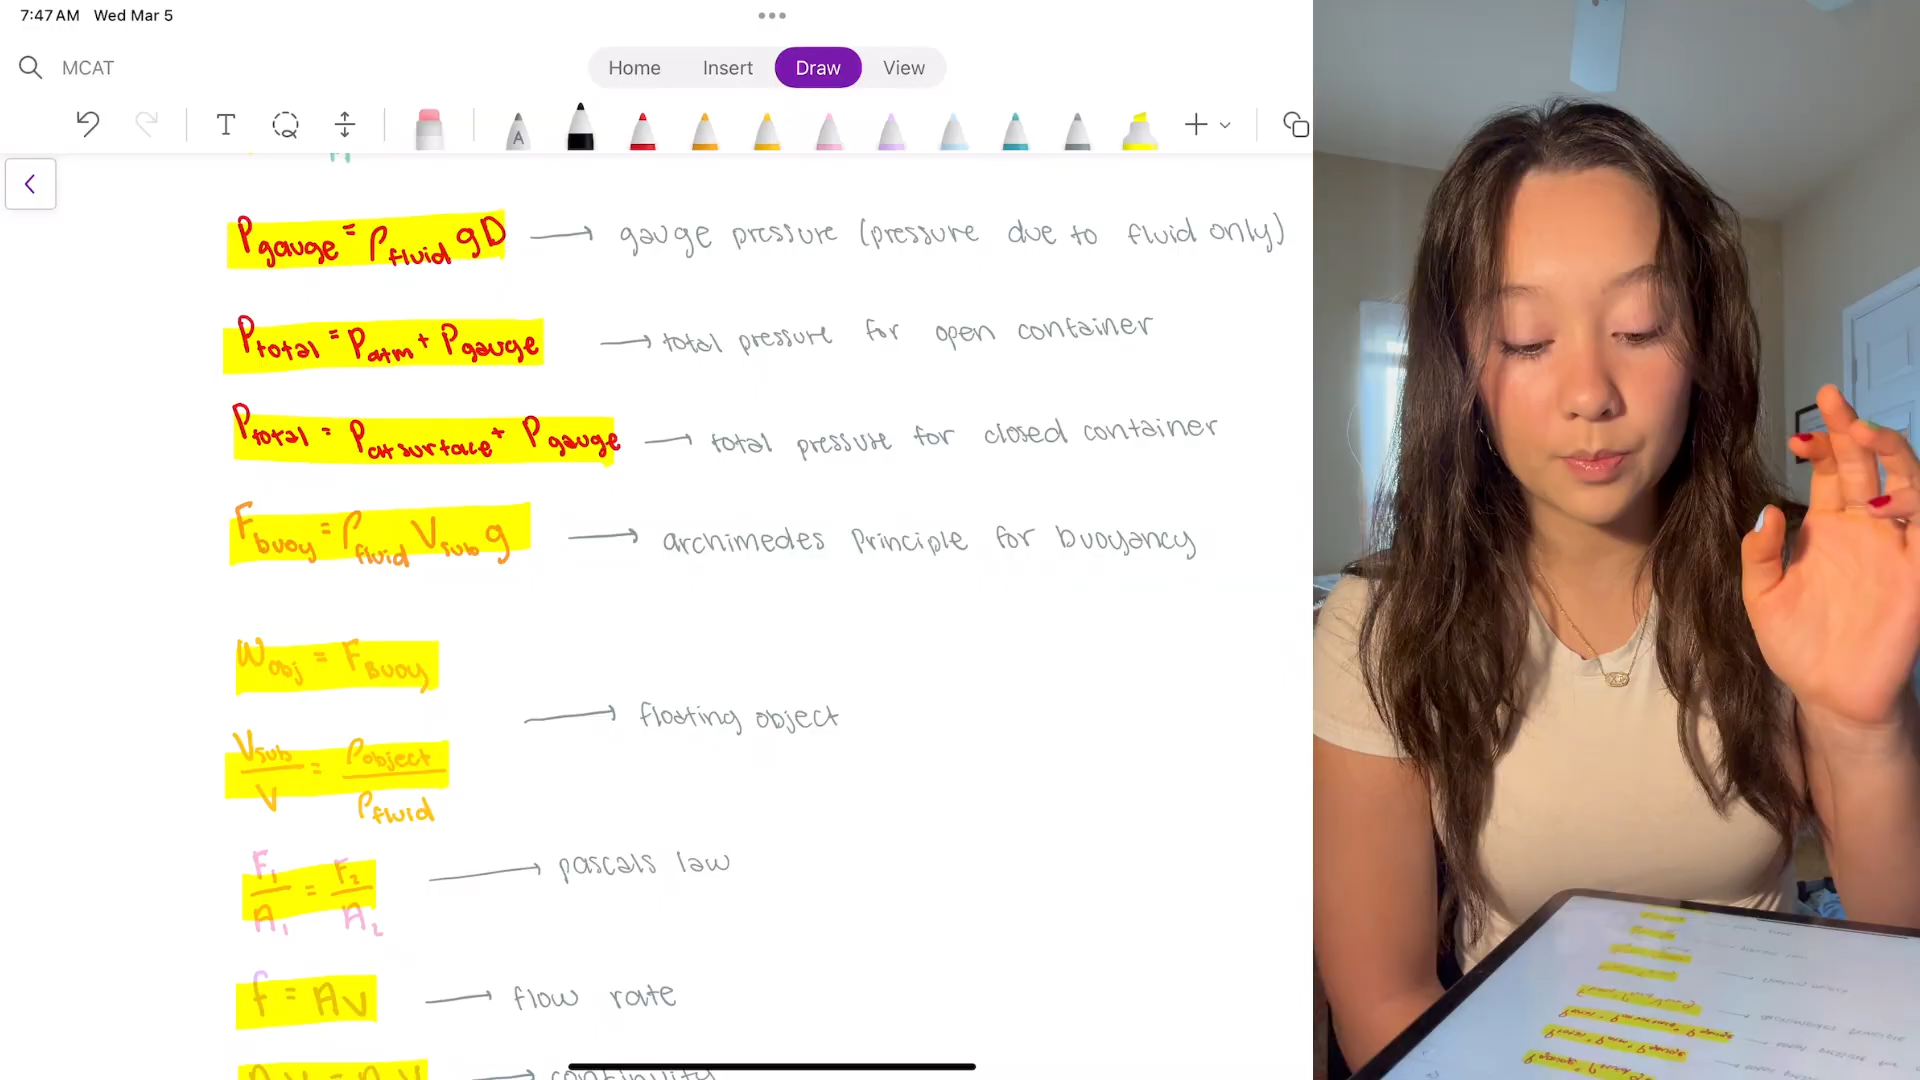 7:47 AM Wed Mar 5
MCAT
Home Insert Draw View
T
A
P gauge = ρ fluid gD → gauge pressure (pressure due to fluid only)
P total = P atm + P gauge → total pressure for open container
P total = P at surface + P gauge → total pressure for closed container
F buoy = ρ fluid V sub g → archimedes Principle for buoyancy
W obj = F Buoy
→ floating object
V sub / V = ρ object / ρ fluid
F₁/A₁ = F₂/A₂ → pascals law
f = Av → flow rate
→ continuity